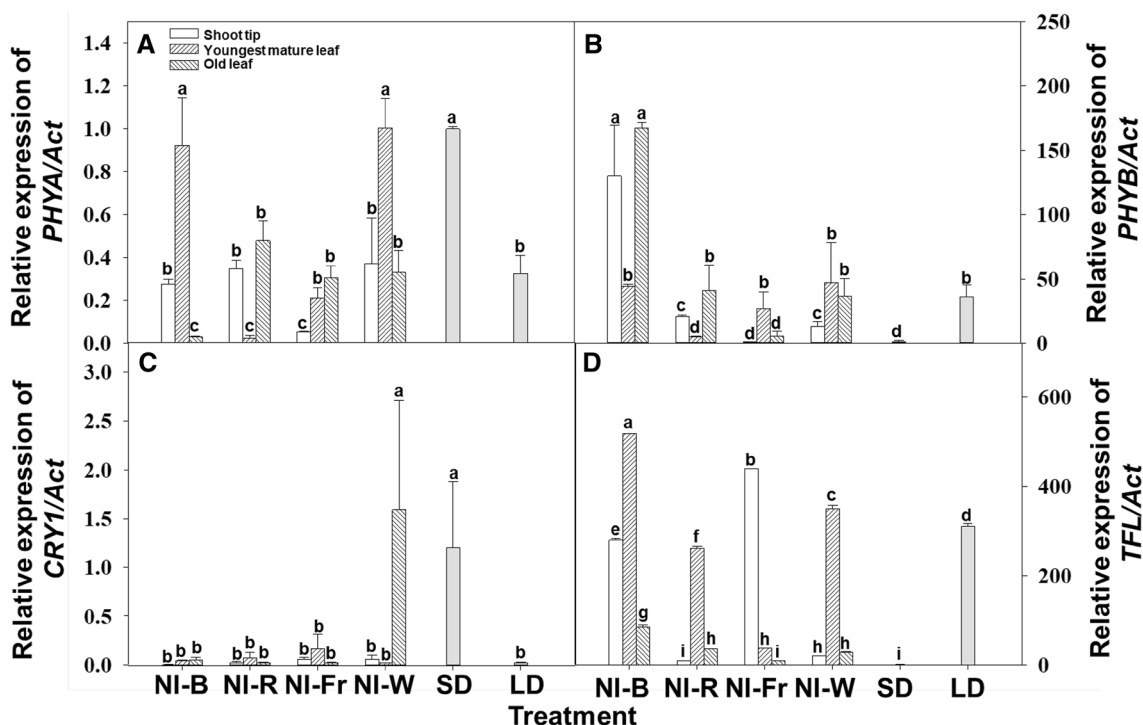 A
Shoot tip
Youngest mature leaf
Old leaf
Relative expression of
PHYA/Act
1.4
1.2
1.0
0.8
0.6
0.4
0.2
0.0
b a c
b c b
c b b
b a b
a
b
B
Relative expression of
PHYB/Act
250
200
150
100
50
0
a b a
c d b
d b d
c b b
d
b
C
Relative expression of
CRY1/Act
3.0
2.5
2.0
1.5
1.0
0.5
0.0
b b b
b b b
b b b
b b a
a
b
NI-B NI-R NI-Fr NI-W SD LD
D
Relative expression of
TFL/Act
600
400
200
0
e a g
i f h
b h i
h c h
i
d
NI-B NI-R NI-Fr NI-W SD LD
Treatment